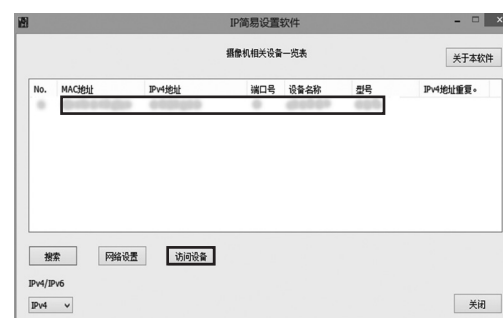 IP简易设置软件
摄像机相关设备一览表
关于本软件
No. MAC地址 IPv4地址 端口号 设备名称 型号 IPv4地址重复。
搜索 网络设置 访问设备
IPv4/IPv6
IPv4
关闭